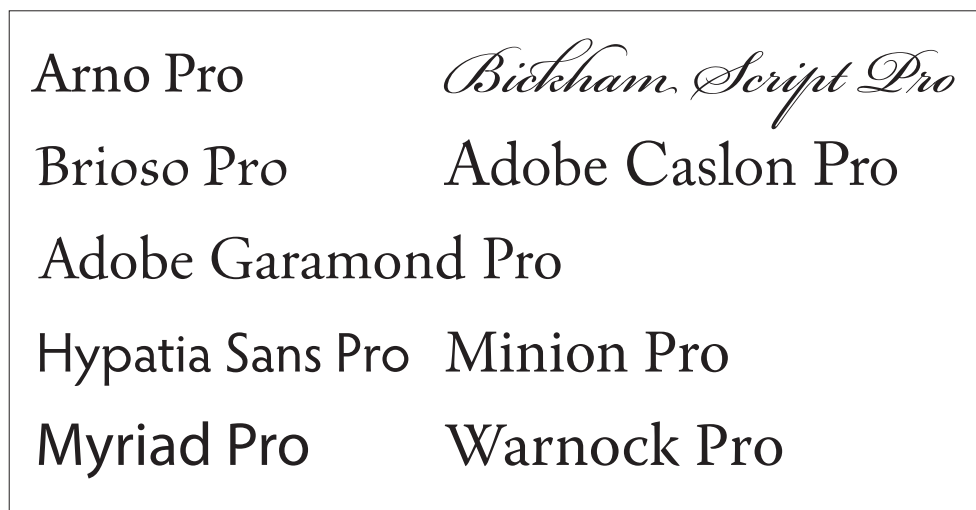 Arno Pro Bickham Script Pro
Brioso Pro Adobe Caslon Pro
Adobe Garamond Pro
Hypatia Sans Pro Minion Pro
Myriad Pro Warnock Pro